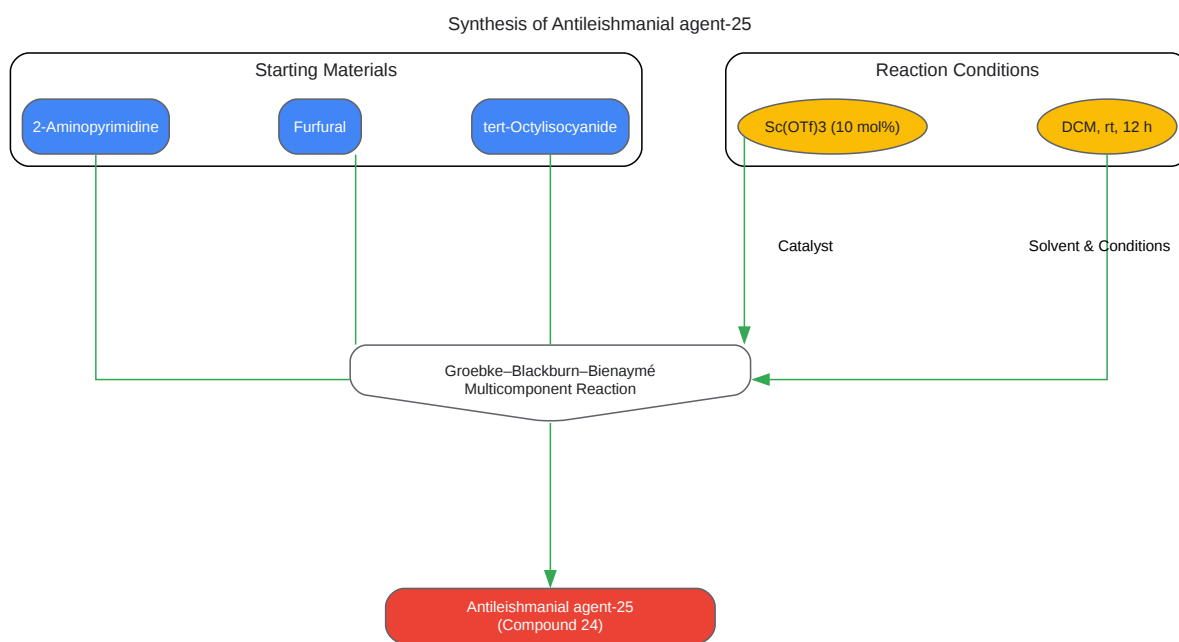 Synthesis of Antileishmanial agent-25
Starting Materials
Reaction Conditions
2-Aminopyrimidine
Furfural
tert-Octylisocyanide
Sc(OTf)3 (10 mol%)
DCM, rt, 12 h
Catalyst
Solvent & Conditions
Groebke–Blackburn–Bienaymé
Multicomponent Reaction
Antileishmanial agent-25
(Compound 24)